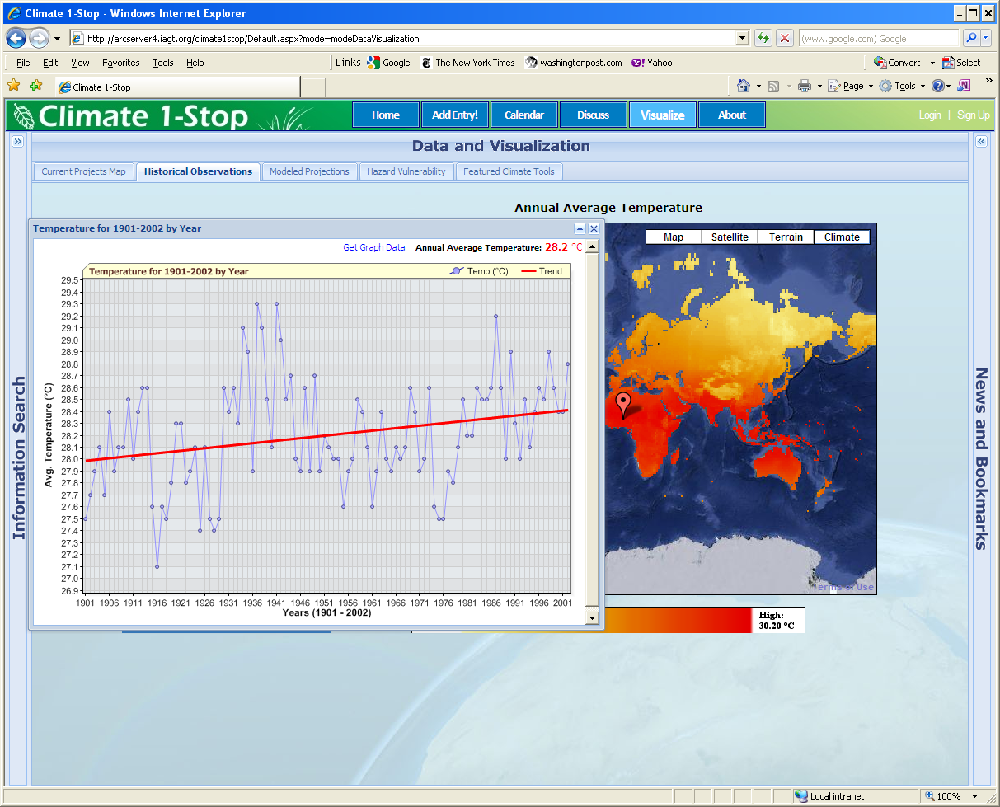 Climate 1-Stop - Windows Internet Explorer
http://arcserver4.iagt.org/climate1stop/Default.aspx?mode=modeDataVisualization
(www.google.com) Google
File Edit View Favorites Tools Help
Links Google The New York Times washingtonpost.com Yahoo!
Convert Select
Climate 1-Stop
Page Tools
Climate 1-Stop
Home Add Entry! Calendar Discuss Visualize About
Login | Sign Up
Data and Visualization
Current Projects Map Historical Observations Modeled Projections Hazard Vulnerability Featured Climate Tools
Annual Average Temperature
Information Search
Temperature for 1901-2002 by Year
Get Graph Data Annual Average Temperature: 28.2 °C
Temperature for 1901-2002 by Year Temp (°C) Trend
Avg. Temperature (°C)
29.5
29.4
29.3
29.2
29.1
29.0
28.9
28.8
28.7
28.6
28.5
28.4
28.3
28.2
28.1
28.0
27.9
27.8
27.7
27.6
27.5
27.4
27.3
27.2
27.1
27.0
26.9
1901 1906 1911 1916 1921 1926 1931 1936 1941 1946 1951 1956 1961 1966 1971 1976 1981 1986 1991 1996 2001
Years (1901 - 2002)
Map Satellite Terrain Climate
Terms of Use
High:
30.20 °C
News and Bookmarks
Local intranet
100%